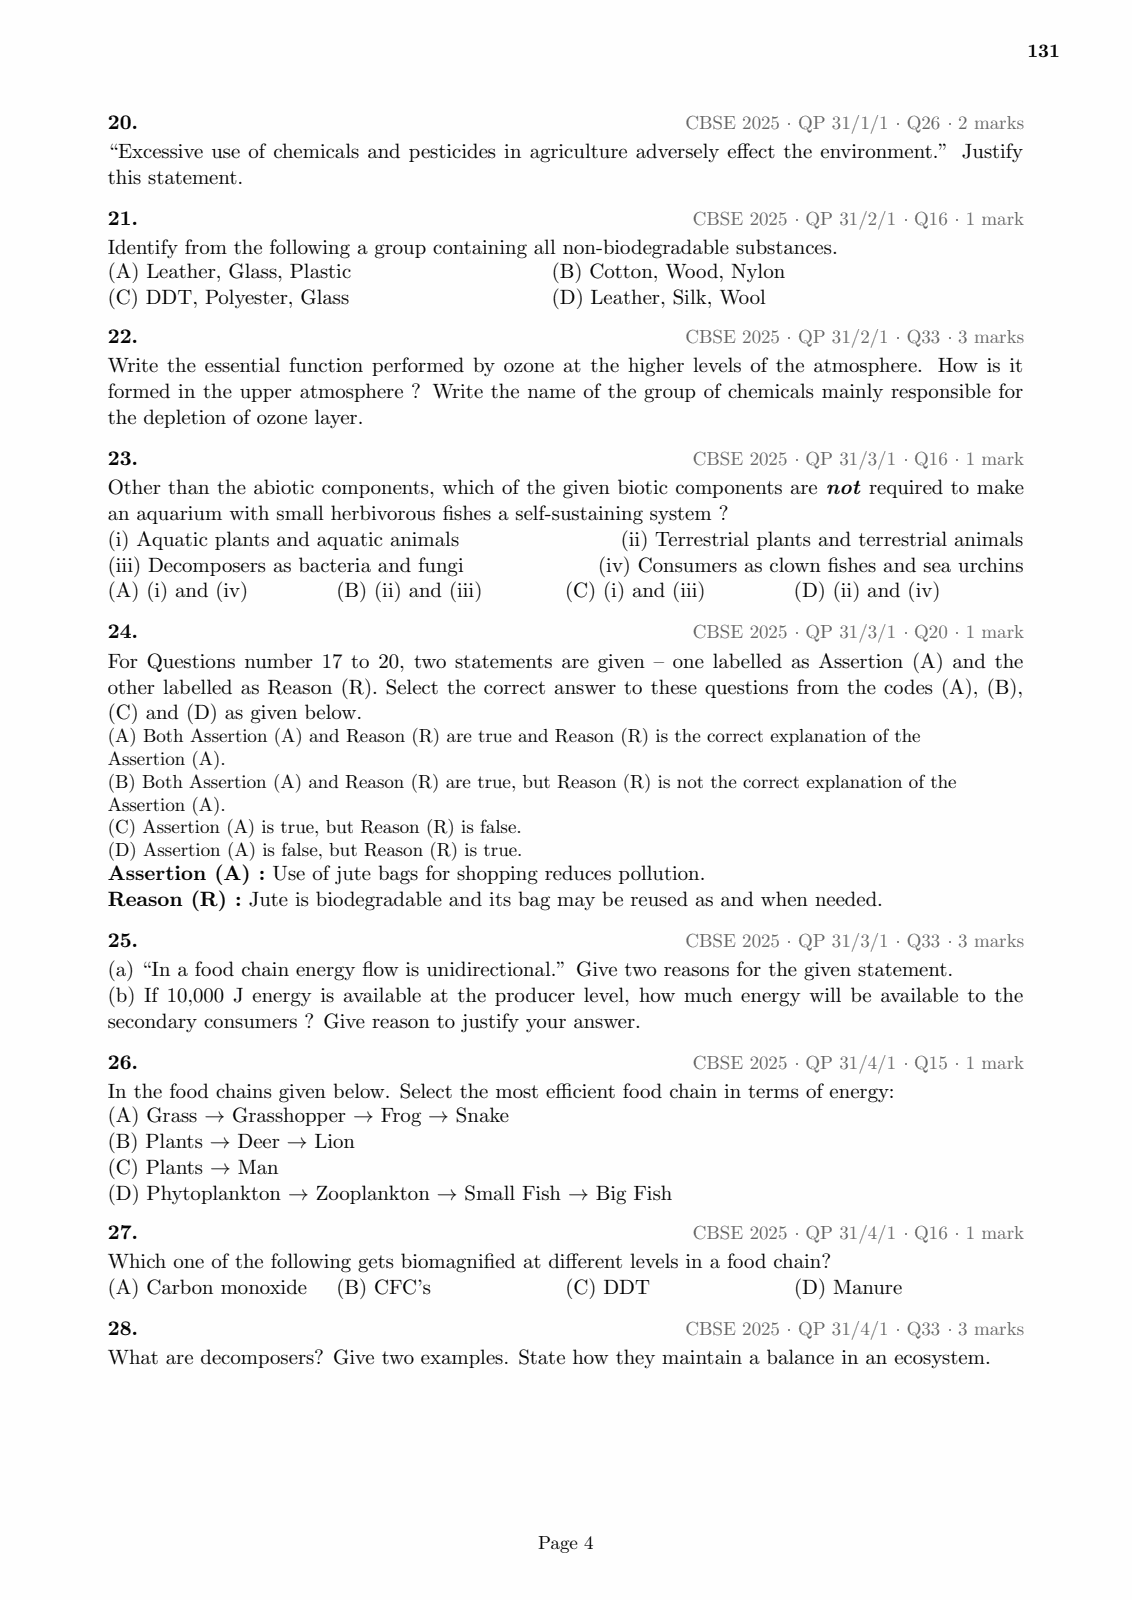 131
20. CBSE 2025 · QP 31/1/1 · Q26 · 2 marks
“Excessive use of chemicals and pesticides in agriculture adversely effect the environment.” Justify
this statement.
21. CBSE 2025 · QP 31/2/1 · Q16 · 1 mark
Identify from the following a group containing all non-biodegradable substances.
(A) Leather, Glass, Plastic (B) Cotton, Wood, Nylon
(C) DDT, Polyester, Glass (D) Leather, Silk, Wool
22. CBSE 2025 · QP 31/2/1 · Q33 · 3 marks
Write the essential function performed by ozone at the higher levels of the atmosphere. How is it
formed in the upper atmosphere ? Write the name of the group of chemicals mainly responsible for
the depletion of ozone layer.
23. CBSE 2025 · QP 31/3/1 · Q16 · 1 mark
Other than the abiotic components, which of the given biotic components are not required to make
an aquarium with small herbivorous fishes a self-sustaining system ?
(i) Aquatic plants and aquatic animals (ii) Terrestrial plants and terrestrial animals
(iii) Decomposers as bacteria and fungi (iv) Consumers as clown fishes and sea urchins
(A) (i) and (iv) (B) (ii) and (iii) (C) (i) and (iii) (D) (ii) and (iv)
24. CBSE 2025 · QP 31/3/1 · Q20 · 1 mark
For Questions number 17 to 20, two statements are given – one labelled as Assertion (A) and the
other labelled as Reason (R). Select the correct answer to these questions from the codes (A), (B),
(C) and (D) as given below.
(A) Both Assertion (A) and Reason (R) are true and Reason (R) is the correct explanation of the
Assertion (A).
(B) Both Assertion (A) and Reason (R) are true, but Reason (R) is not the correct explanation of the
Assertion (A).
(C) Assertion (A) is true, but Reason (R) is false.
(D) Assertion (A) is false, but Reason (R) is true.
Assertion (A) : Use of jute bags for shopping reduces pollution.
Reason (R) : Jute is biodegradable and its bag may be reused as and when needed.
25. CBSE 2025 · QP 31/3/1 · Q33 · 3 marks
(a) “In a food chain energy flow is unidirectional.” Give two reasons for the given statement.
(b) If 10,000 J energy is available at the producer level, how much energy will be available to the
secondary consumers ? Give reason to justify your answer.
26. CBSE 2025 · QP 31/4/1 · Q15 · 1 mark
In the food chains given below. Select the most efficient food chain in terms of energy:
(A) Grass → Grasshopper → Frog → Snake
(B) Plants → Deer → Lion
(C) Plants → Man
(D) Phytoplankton → Zooplankton → Small Fish → Big Fish
27. CBSE 2025 · QP 31/4/1 · Q16 · 1 mark
Which one of the following gets biomagnified at different levels in a food chain?
(A) Carbon monoxide (B) CFC's (C) DDT (D) Manure
28. CBSE 2025 · QP 31/4/1 · Q33 · 3 marks
What are decomposers? Give two examples. State how they maintain a balance in an ecosystem.
Page 4